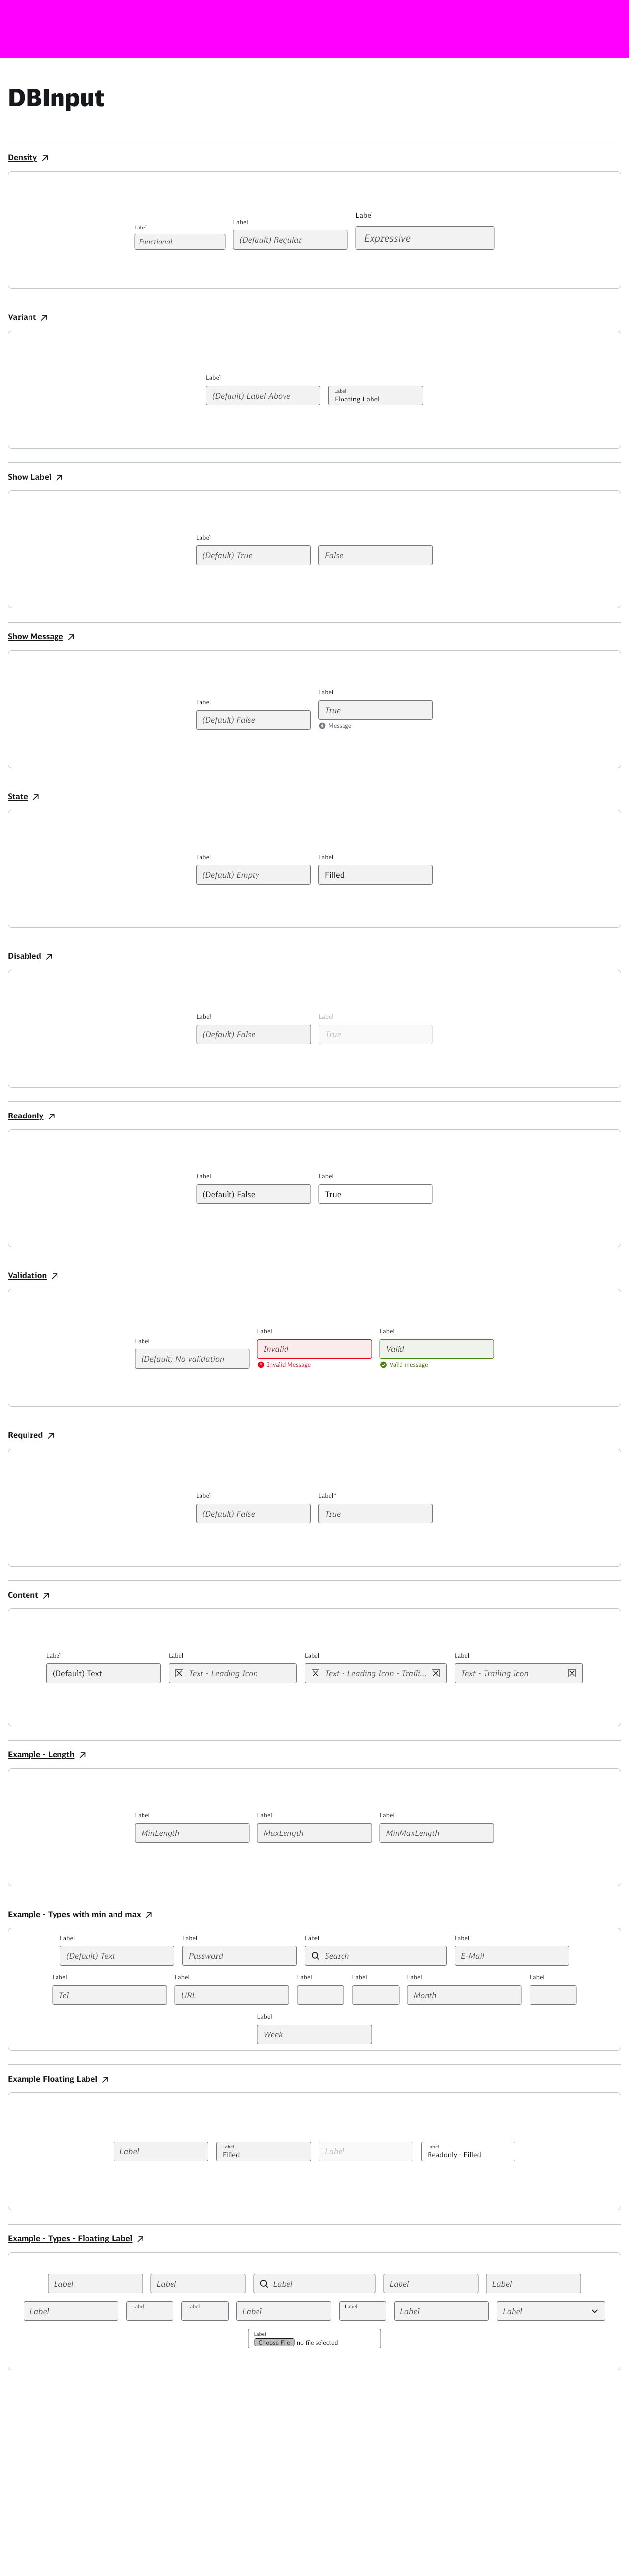 DBInput
Density
Label
Label
Label
Functional
(Default) Regular
Expressive
Variant
Label
(Default) Label Above
Label
Floating Label
Show Label
Label
(Default) True
False
Show Message
Label
Label
(Default) False
True
Message
State
Label
Label
(Default) Empty
Filled
Disabled
Label
Label
(Default) False
True
Readonly
Label
Label
(Default) False
True
Validation
Label
Label
Label
(Default) No validation
Invalid
Valid
Invalid Message
Valid message
Required
Label
Label*
(Default) False
True
Content
Label
Label
Label
Label
(Default) Text
Text - Leading Icon
Text - Leading Icon - Traili...
Text - Trailing Icon
Example - Length
Label
Label
Label
MinLength
MaxLength
MinMaxLength
Example - Types with min and max
Label
Label
Label
Label
(Default) Text
Password
Search
E-Mail
Label
Label
Label
Label
Label
Label
Tel
URL
Month
Label
Week
Example Floating Label
Label
Label
Filled
Label
Label
Readonly - Filled
Example - Types - Floating Label
Label
Label
Label
Label
Label
Label
Label
Label
Label
Label
Label
Label
Label
Choose File no file selected